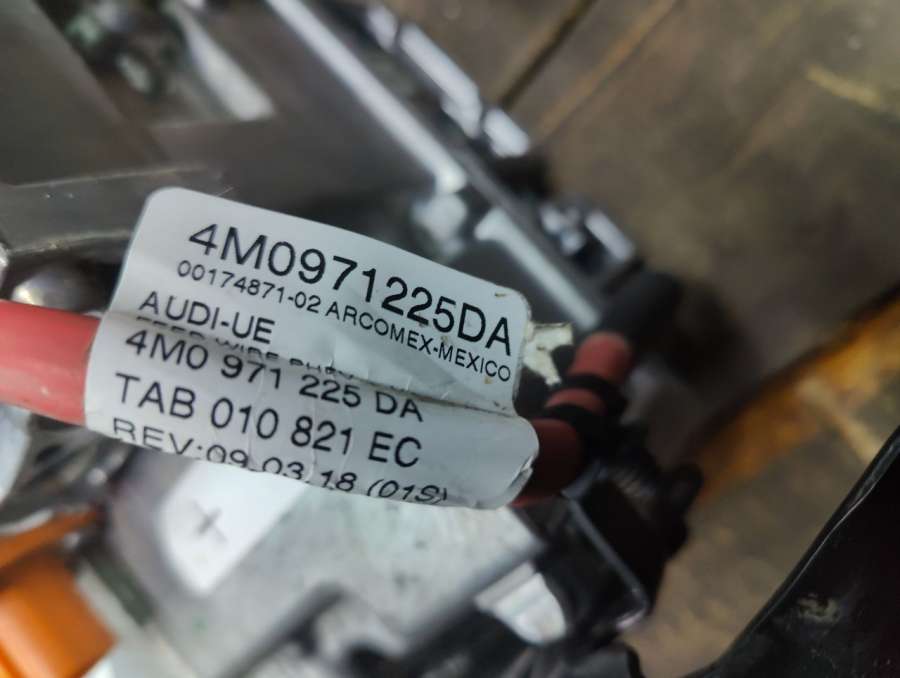 4M0971225DA
00174871-02 ARCOMEX-MEXICO
AUDI-UE
4M0 971 225 DA
TAB 010 821 EC
REV:09.03.18 (01S)